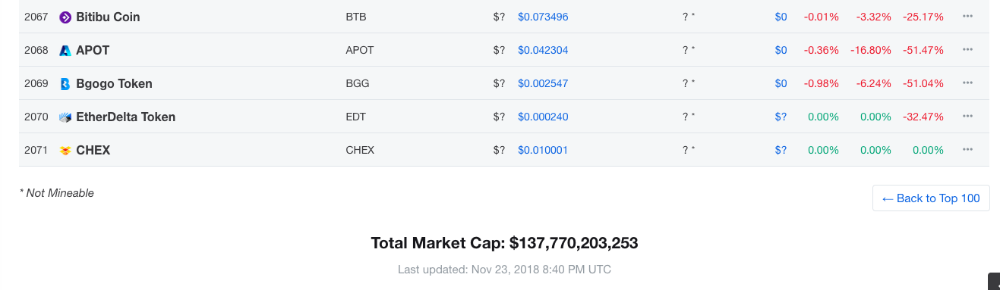 2067 Bitibu Coin BTB $? $0.073496 ? * $0 -0.01% -3.32% -25.17% •••
2068 APOT APOT $? $0.042304 ? * $0 -0.36% -16.80% -51.47% •••
2069 Bgogo Token BGG $? $0.002547 ? * $0 -0.98% -6.24% -51.04% •••
2070 EtherDelta Token EDT $? $0.000240 ? * $? 0.00% 0.00% -32.47% •••
2071 CHEX CHEX $? $0.010001 ? * $? 0.00% 0.00% 0.00% •••
* Not Mineable
← Back to Top 100
Total Market Cap: $137,770,203,253
Last updated: Nov 23, 2018 8:40 PM UTC